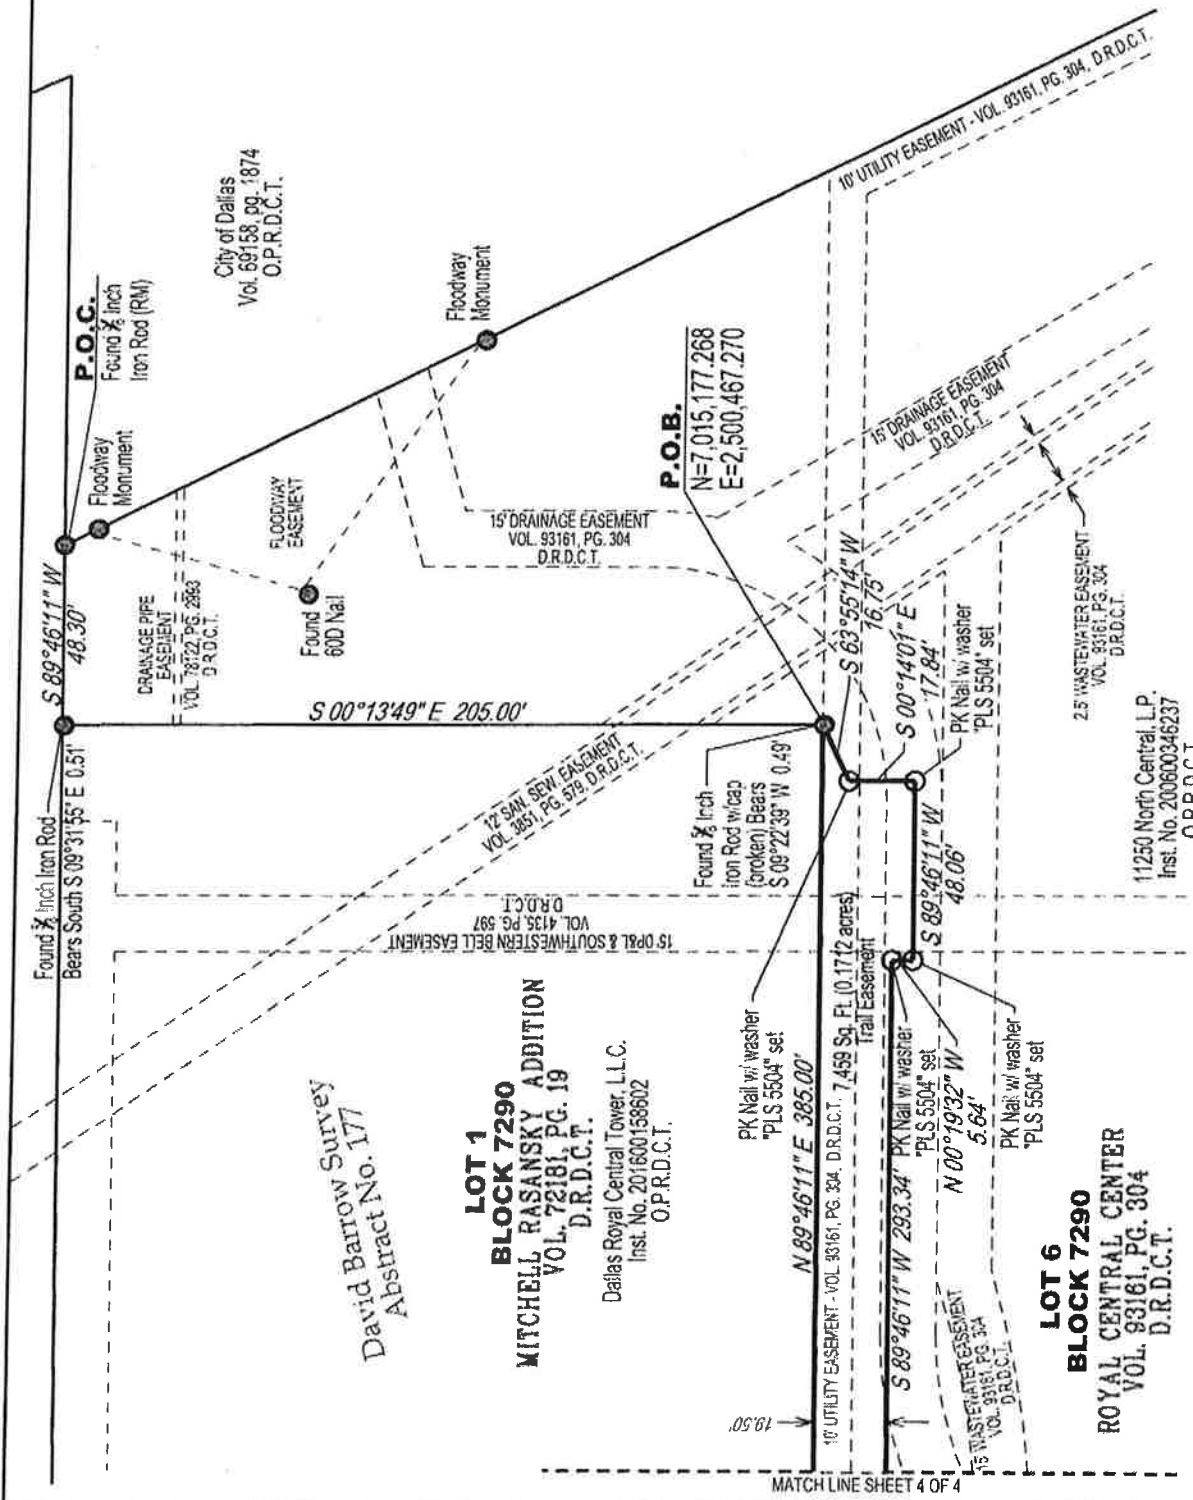 City of Dallas
Vol. 69158, pg. 1874
O.P.R.D.C.T.
P.O.C.
Found ⅝ Inch
Iron Rod (RM)
Floodway
Monument
Floodway
Monument
S 89°46'11" W
48.30'
FLOODWAY
EASEMENT
Found
60D Nail
DRAINAGE PIPE
EASEMENT
VOL. 78122, PG. 2993
D.R.D.C.T.
10' UTILITY EASEMENT - VOL. 93161, PG. 304, D.R.D.C.T.
15' DRAINAGE EASEMENT
VOL. 93161, PG. 304
D.R.D.C.T.
P.O.B.
N=7,015,177.268
E=2,500,467.270
15' DRAINAGE EASEMENT
VOL. 93161, PG. 304
D.R.D.C.T.
S 00°13'49" E 205.00'
Found ⅝ Inch Iron Rod
Bears South S 09°31'55" E 0.51'
12' SAN. SEW. EASEMENT
VOL. 3851, PG. 579, D.R.D.C.T.
Found ⅝ Inch
Iron Rod w/cap
(broken) Bears
S 09°22'39" W 0.49'
S 63°55'14" W
16.75'
S 00°14'01" E
17.84'
PK Nail w/ washer
"PLS 5504" set
2.5' WASTEWATER EASEMENT
VOL. 93161, PG. 304
D.R.D.C.T.
11250 North Central, L.P.
Inst. No. 200600346237
O.P.R.D.C.T.
15' DP&L & SOUTHWESTERN BELL EASEMENT
VOL. 4135, PG. 597
D.R.D.C.T.
S 89°46'11" W
48.06'
7,459 Sq. Ft. (0.1712 acres)
Trail Easement
David Barrow Survey
Abstract No. 177
LOT 1
BLOCK 7290
MITCHELL RASANSKY ADDITION
VOL. 72181, PG. 19
D.R.D.C.T.
Dallas Royal Central Tower, L.L.C.
Inst. No. 201600158602
O.P.R.D.C.T.
PK Nail w/ washer
"PLS 5504" set
N 89°46'11" E 385.00'
10' UTILITY EASEMENT - VOL. 93161, PG. 304, D.R.D.C.T.
S 89°46'11" W 293.34'
PK Nail w/ washer
"PLS 5504" set
N 00°19'32" W
5.64'
PK Nail w/ washer
"PLS 5504" set
19.50'
15' WASTEWATER EASEMENT
VOL. 93161, PG. 304
D.R.D.C.T.
LOT 6
BLOCK 7290
ROYAL CENTRAL CENTER
VOL. 93161, PG. 304
D.R.D.C.T.
MATCH LINE SHEET 4 OF 4